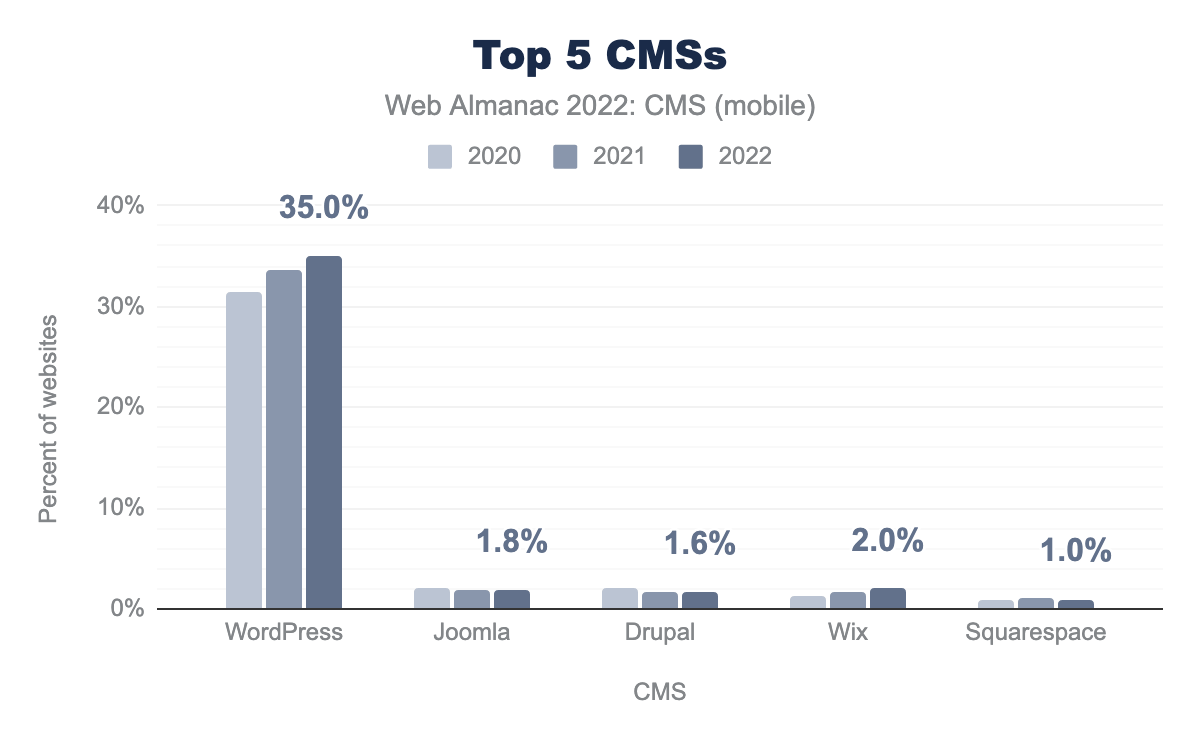 Top 5 CMSs
Web Almanac 2022: CMS (mobile)
2020 2021 2022
40%
35.0%
30%
20%
10%
0%
Percent of websites
1.8%
1.6%
2.0%
1.0%
WordPress Joomla Drupal Wix Squarespace
CMS